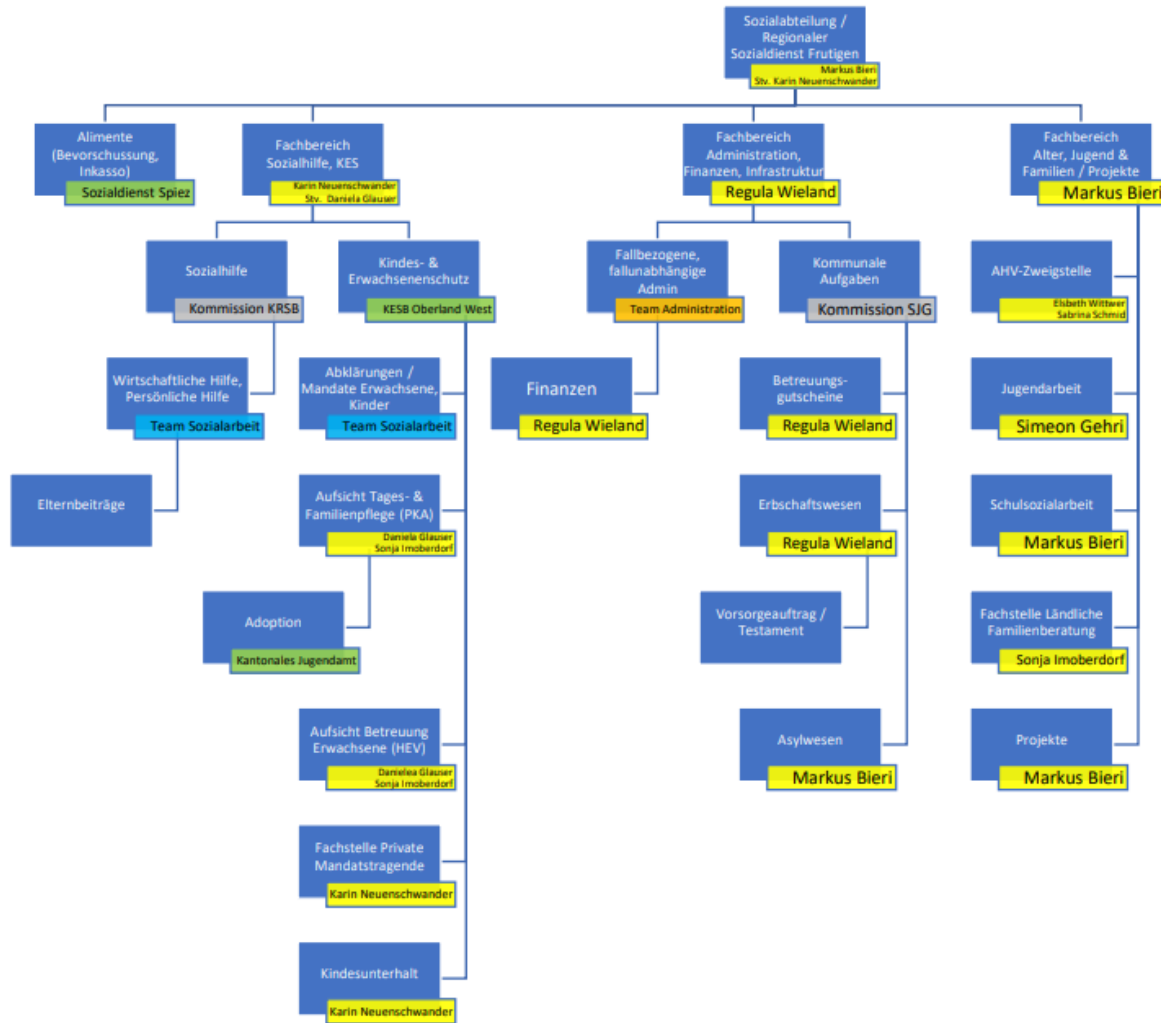 Sozialabteilung /
Regionaler
Sozialdienst Frutigen
Markus Bieri
Stv. Karin Neuenschwander
Alimente
(Bevorschussung,
Inkasso)
Sozialdienst Spiez
Fachbereich
Sozialhilfe, KES
Karin Neuenschwander
Stv. Daniela Glauser
Fachbereich
Administration,
Finanzen, Infrastruktur
Regula Wieland
Fachbereich
Alter, Jugend &
Familien / Projekte
Markus Bieri
Sozialhilfe
Kommission KRSB
Kindes- &
Erwachsenenschutz
KESB Oberland West
Fallbezogene,
fallunabhängige
Admin
Team Administration
Kommunale
Aufgaben
Kommission SJG
AHV-Zweigstelle
Elsbeth Wittwer
Sabrina Schmid
Wirtschaftliche Hilfe,
Persönliche Hilfe
Team Sozialarbeit
Abklärungen /
Mandate Erwachsene,
Kinder
Team Sozialarbeit
Finanzen
Regula Wieland
Betreuungs-
gutscheine
Regula Wieland
Jugendarbeit
Simeon Gehri
Elternbeiträge
Aufsicht Tages- &
Familienpflege (PKA)
Daniela Glauser
Sonja Imoberdorf
Erbschaftswesen
Regula Wieland
Schulsozialarbeit
Markus Bieri
Adoption
Kantonales Jugendamt
Vorsorgeauftrag /
Testament
Fachstelle Ländliche
Familienberatung
Sonja Imoberdorf
Aufsicht Betreuung
Erwachsene (HEV)
Danielea Glauser
Sonja Imoberdorf
Asylwesen
Markus Bieri
Projekte
Markus Bieri
Fachstelle Private
Mandatstragende
Karin Neuenschwander
Kindesunterhalt
Karin Neuenschwander